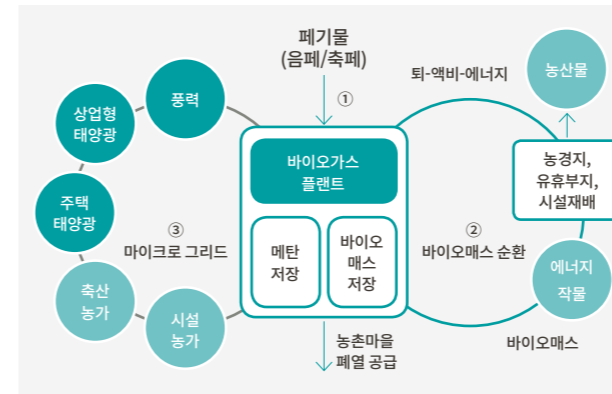 페기물
(음페/축페)
①
퇴-액비-에너지
농산물
풍력
상업형
태양광
주택
태양광
축산
농가
시설
농가
③
마이크로 그리드
바이오가스
플랜트
메탄
저장
바이오
매스
저장
②
바이오매스 순환
농경지,
유휴부지,
시설재배
에너지
작물
바이오매스
농촌마을
폐열 공급